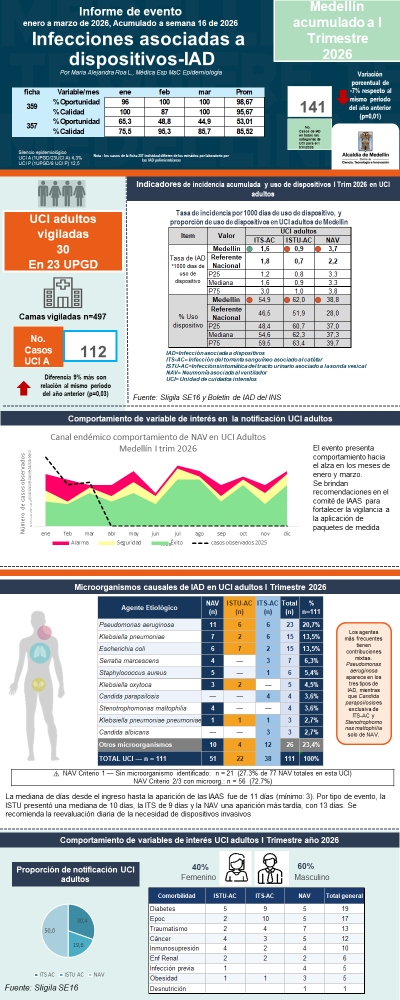 Informe de evento
enero a marzo de 2026, Acumulado a semana 16 de 2026
Infecciones asociadas a
dispositivos-IAD
Por María Alejandra Roa L., Médica Esp MsC Epidemiología
Medellín
acumulado a I
Trimestre
2026
ficha Variable/mes ene feb mar Prom
359 % Oportunidad 96 100 100 98,67
% Calidad 100 87 100 95,67
357 % Oportunidad 65,3 48,8 44,9 53,01
% Calidad 75,5 95,3 85,7 85,52
141
Variación
porcentual de
-7% respecto al
mismo periodo
del año anterior
(p=0,01)
Silencio epidemiológico
Alcaldía de Medellín
Ciencia, Tecnología e Innovación
UCI adultos
vigiladas
30
En 23 UPGD
Camas vigiladas n=497
No.
Casos
UCI A
112
Diferencia 9% más con
relación al mismo periodo
del año anterior (p=0,03)
Indicadores de incidencia acumulada y uso de dispositivos I Trim 2026 en UCI
adultos
Tasa de incidencia por 1000 días de uso de dispositivo, y
proporción de uso de dispositivos en UCI adultos de Medellín
Item Valor UCI adultos
ITS-AC ISTU-AC NAV
Tasa de IAD
*1000 días de
uso de
dispositivo
Medellín 1,6 0,9 3,7
Referente
Nacional 1,8 0,7 2,2
P25 1,2 0,8 3,3
Mediana 1,6 0,9 3,3
P75 3,0 1,0 3,8
% Uso
dispositivo
Medellín 54,9 62,0 38,8
Referente
Nacional 46,5 51,9 28,0
P25 48,4 60,7 37,0
Mediana 54,6 62,3 37,3
P75 59,5 63,4 39,7
IAD=Infección asociada a dispositivos
ITS-AC= Infección del torrente sanguíneo asociado al catéter
ISTU-AC=Infección sintomática del tracto urinario asociado a la sonda vesical
NAV= Neumonía asociada al ventilador
UCI= Unidad de cuidados intensivos
Fuente: Sligila SE16 y Boletín de IAD del INS
Comportamiento de variable de interés en la notificación UCI adultos
Canal endémico comportamiento de NAV en UCI Adultos
Medellín I trim 2026
Número de casos observados
ene feb mar abr may jun jul ago sep oct nov dic
Alarma Seguridad Éxito casos observados 2025
El evento presenta
comportamiento hacia
el alza en los meses de
enero y marzo.
Se brindan
recomendaciones en el
comité de IAAS para
fortalecer la vigilancia a
la aplicación de
paquetes de medida
Microorganismos causales de IAD en UCI adultos I Trimestre 2026
Agente Etiológico NAV (n) ISTU-AC (n) ITS-AC (n) Total (n) % n=111
Pseudomonas aeruginosa 11 6 6 23 20,7%
Klebsiella pneumoniae 7 2 6 15 13,5%
Escherichia coli 6 7 2 15 13,5%
Serratia marcescens 4 — 3 7 6,3%
Staphylococcus aureus 5 — 1 6 5,4%
Klebsiella oxytoca 3 2 — 5 4,5%
Candida parapsilosis — — 4 4 3,6%
Stenotrophomonas maltophilia 4 — — 4 3,6%
Klebsiella pneumoniae pneumoniae 1 1 1 3 2,7%
Candida albicans — — 3 3 2,7%
Otros microorganismos 10 4 12 26 23,4%
TOTAL UCI — n = 111 51 22 38 111 100%
Los agentes
más frecuentes
tienen
contribuciones
mixtas.
Pseudomonas
aeruginosa
aparece en los
tres tipos de
IAD, mientras
que Candida
parapsilosis es
exclusiva de
ITS-AC y
Stenotrophomo
nas maltophilia
solo de NAV.
⚠ NAV Criterio 1 — Sin microorganismo identificado: n = 21 (27.3% de 77 NAV totales en esta UCI)
NAV Criterio 2/3 con microorg.: n = 56 (72.7%)
La mediana de días desde el ingreso hasta la aparición de las IAAS fue de 11 días (mínimo: 3). Por tipo de evento, la
ISTU presentó una mediana de 10 días, la ITS de 9 días y la NAV una aparición más tardía, con 13 días. Se
recomienda la reevaluación diaria de la necesidad de dispositivos invasivos
Comportamiento de variables de interés UCI adultos I Trimestre año 2026
Proporción de notificación UCI
adultos
50,0
30,4
19,6
ITS AC ISTU AC NAV
Fuente: Sligila SE16
40%
Femenino
60%
Masculino
Comorbilidad ISTU-AC ITS-AC NAV Total general
Diabetes 5 9 5 19
Epoc 2 10 5 17
Traumatismo 2 4 7 13
Cáncer 4 3 5 12
Inmunosupresión 4 2 4 10
Enf Renal 2 2 2 6
Infección previa 1 4 5
Obesidad 1 1 3 5
Desnutrición 1 1